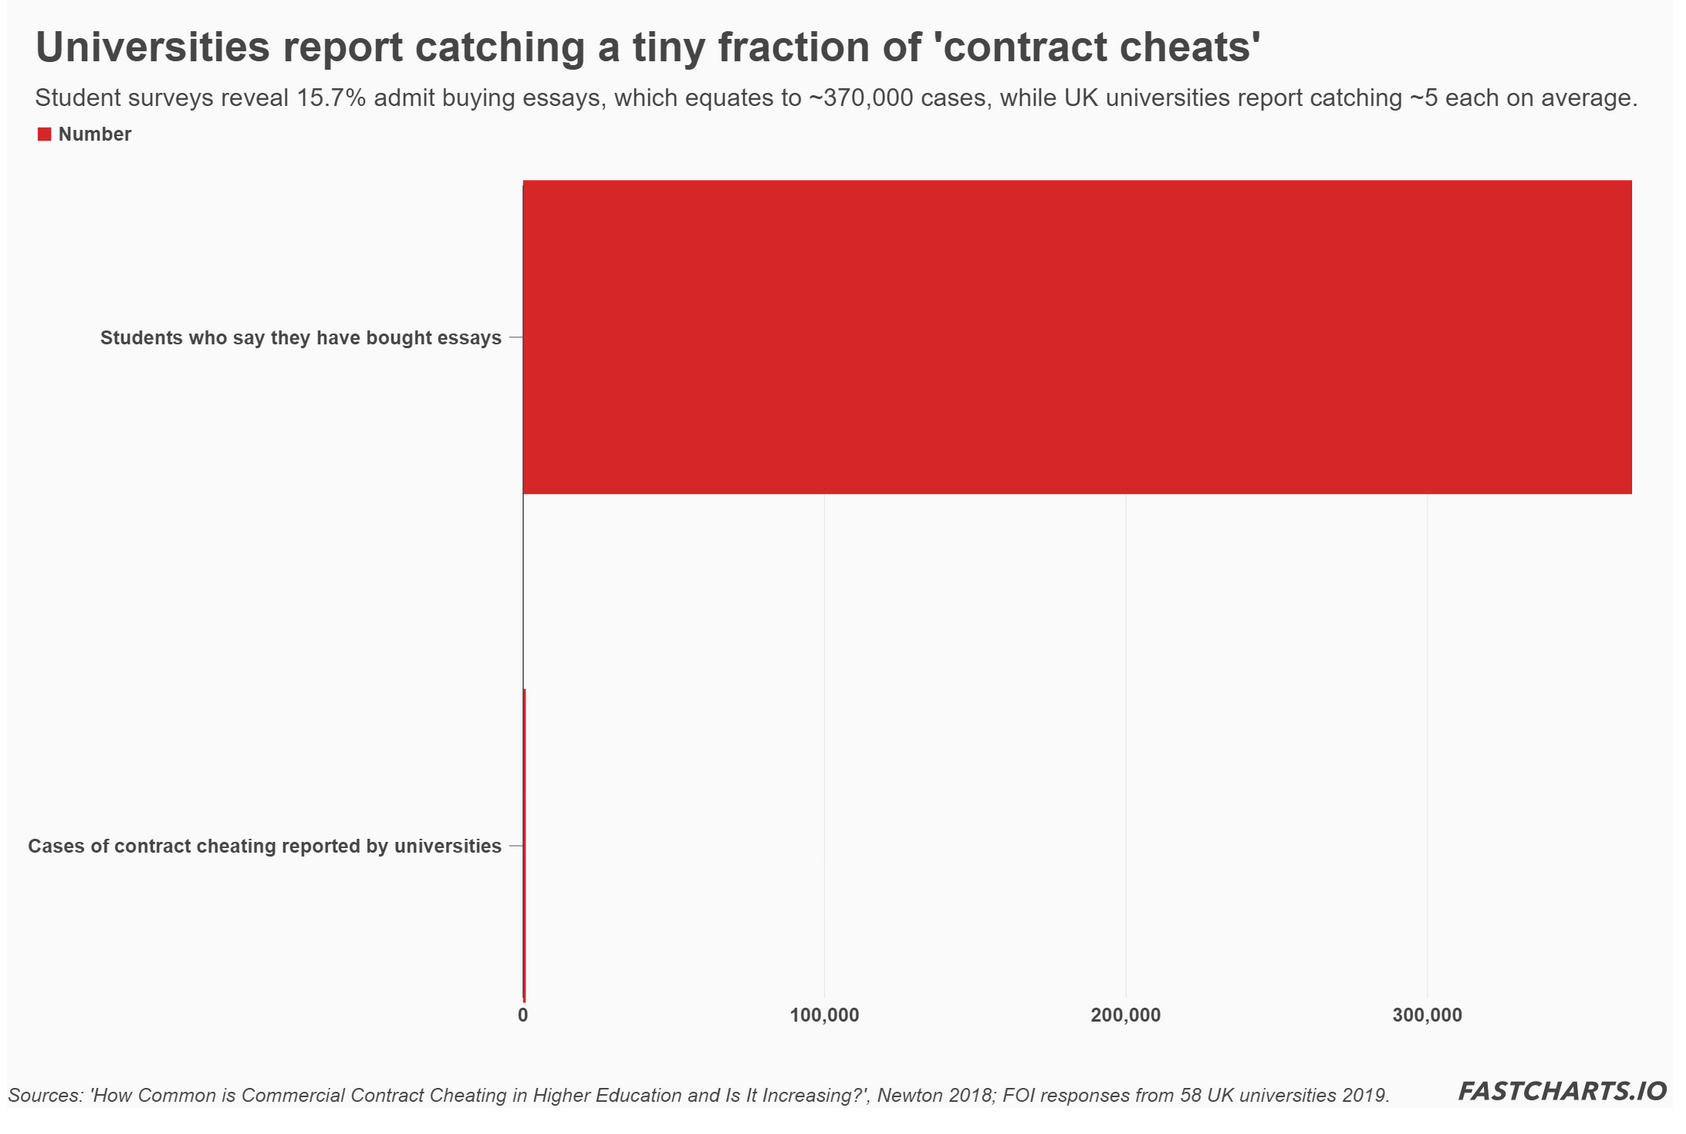 Universities report catching a tiny fraction of 'contract cheats'
Student surveys reveal 15.7% admit buying essays, which equates to ~370,000 cases, while UK universities report catching ~5 each on average.
Number
Students who say they have bought essays
Cases of contract cheating reported by universities
0 100,000 200,000 300,000
Sources: 'How Common is Commercial Contract Cheating in Higher Education and Is It Increasing?', Newton 2018; FOI responses from 58 UK universities 2019.
FASTCHARTS.IO